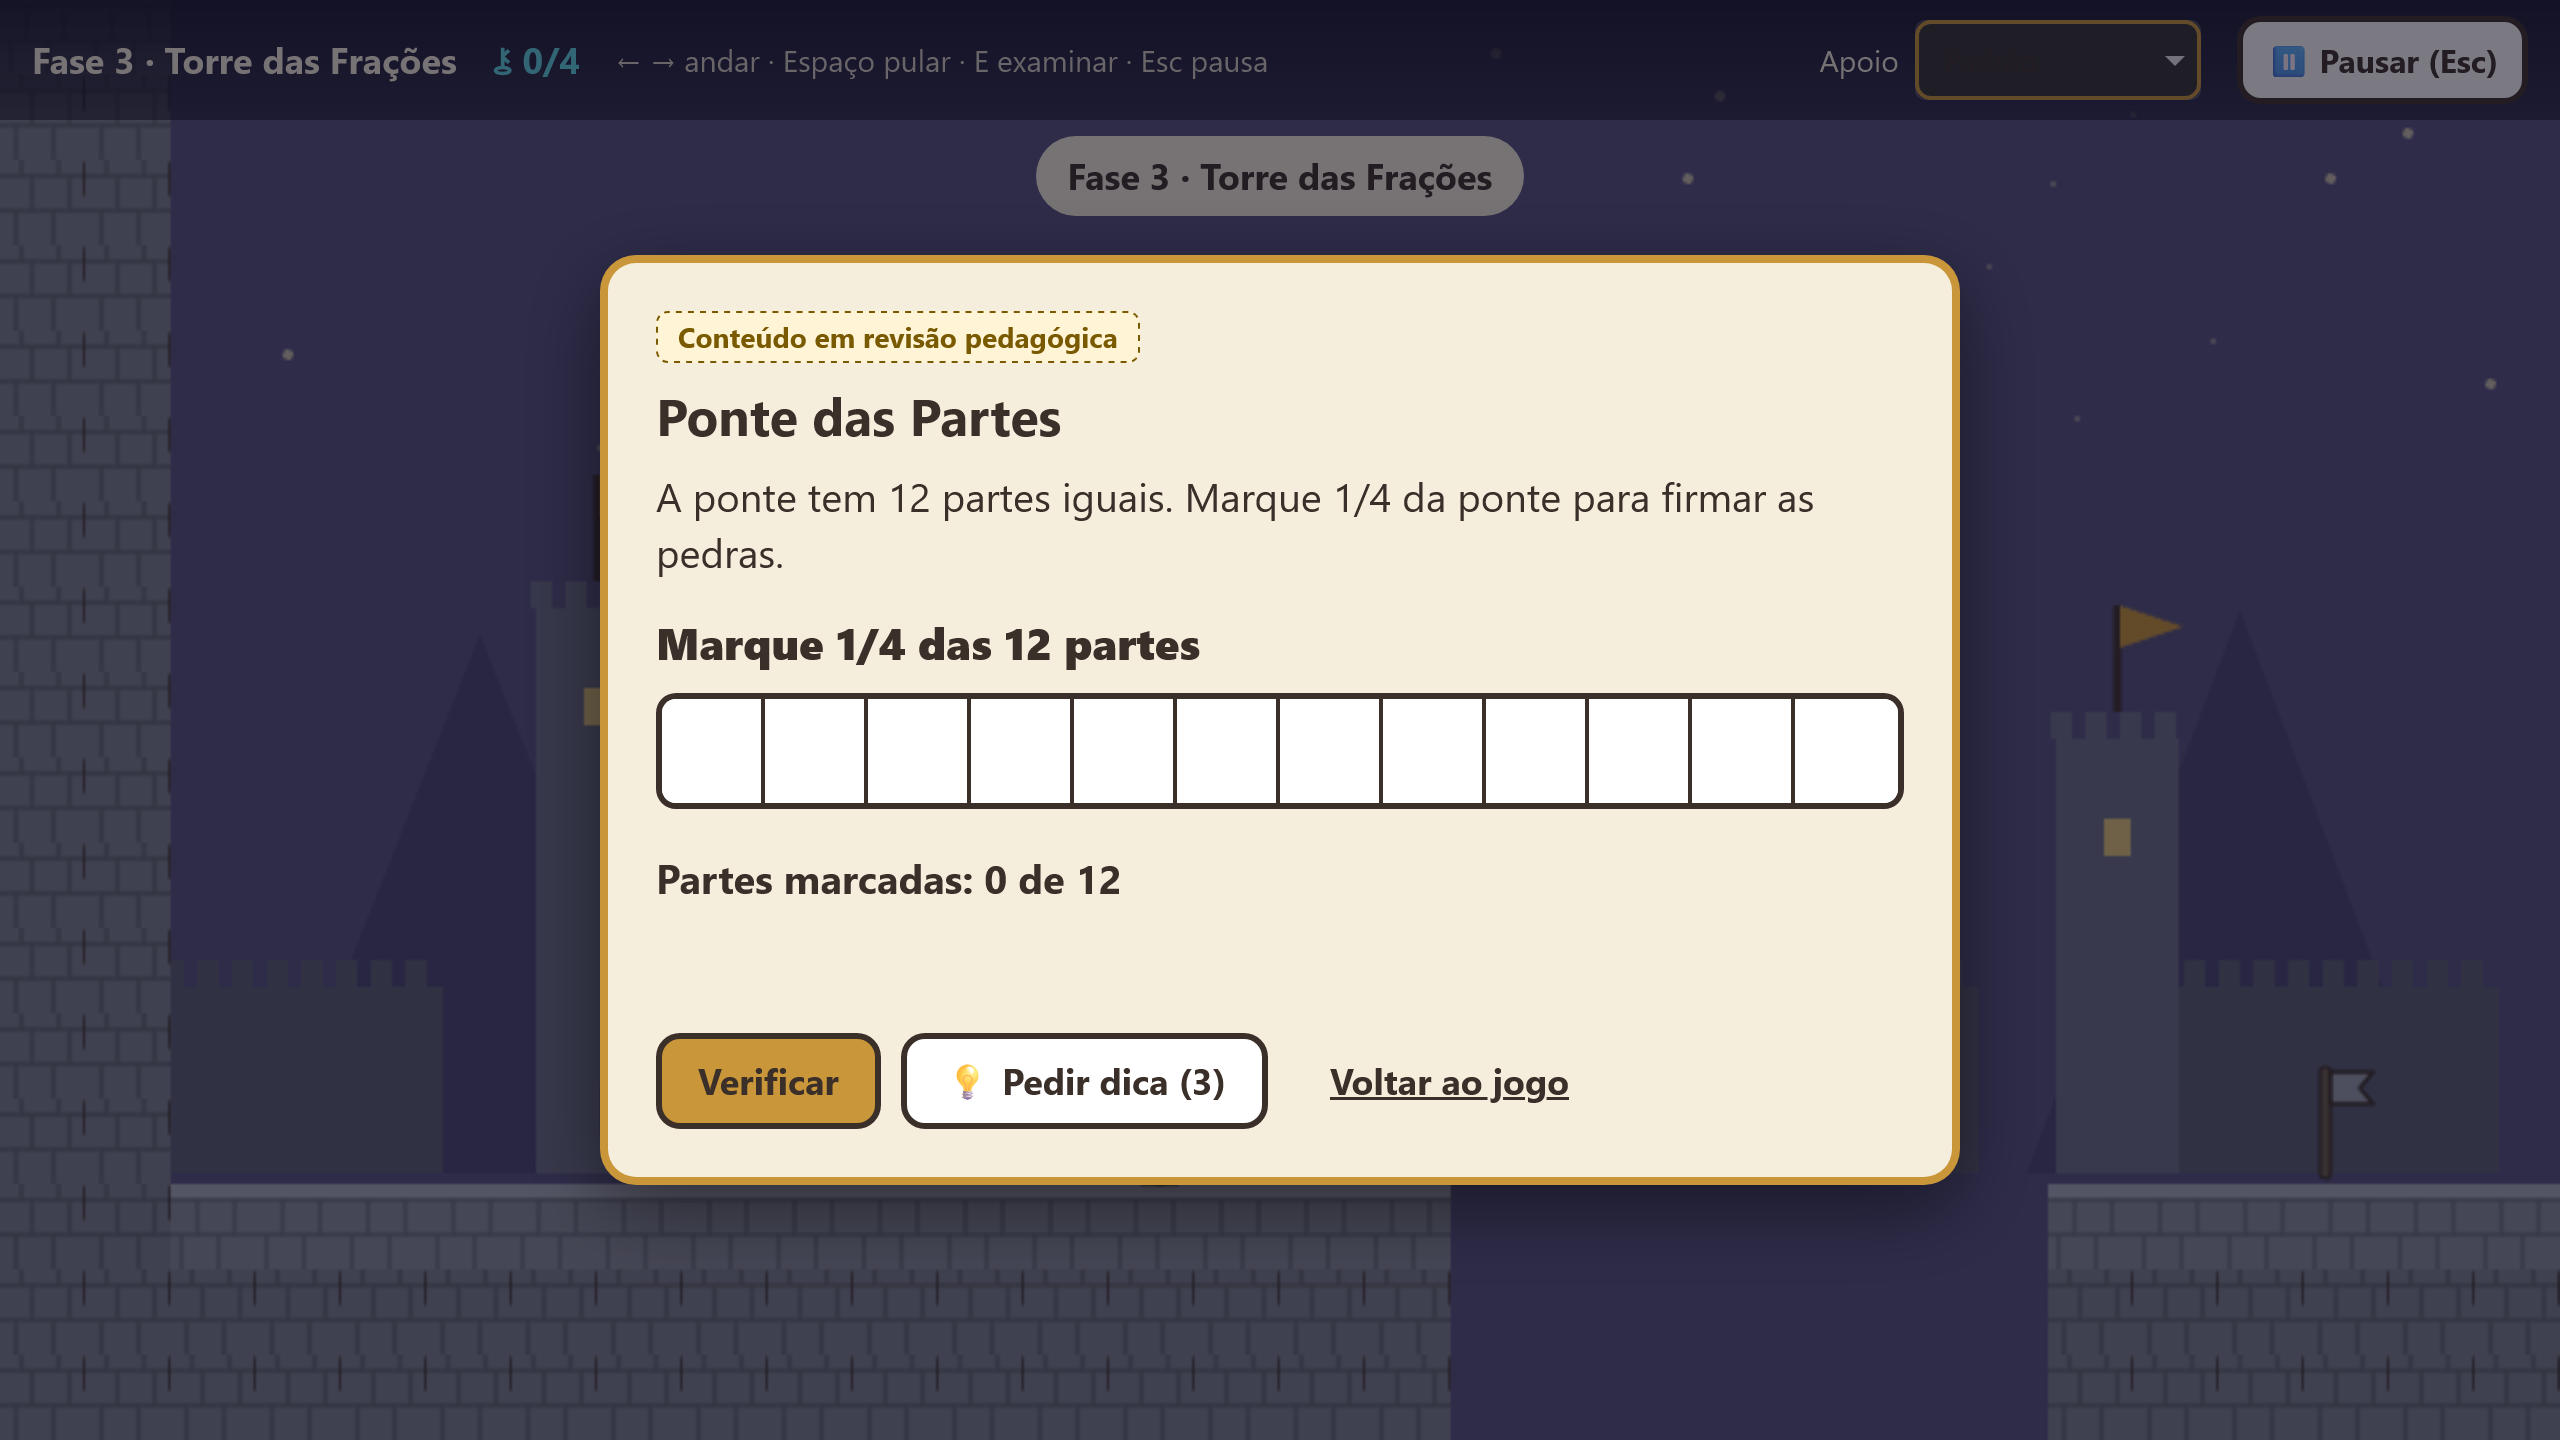 Fase 3 · Torre das Frações 0/4 ← → andar · Espaço pular · E examinar · Esc pausa Apoio Pausar (Esc)
Fase 3 · Torre das Frações
Conteúdo em revisão pedagógica
Ponte das Partes
A ponte tem 12 partes iguais. Marque 1/4 da ponte para firmar as
pedras.
Marque 1/4 das 12 partes
Partes marcadas: 0 de 12
Verificar Pedir dica (3) Voltar ao jogo